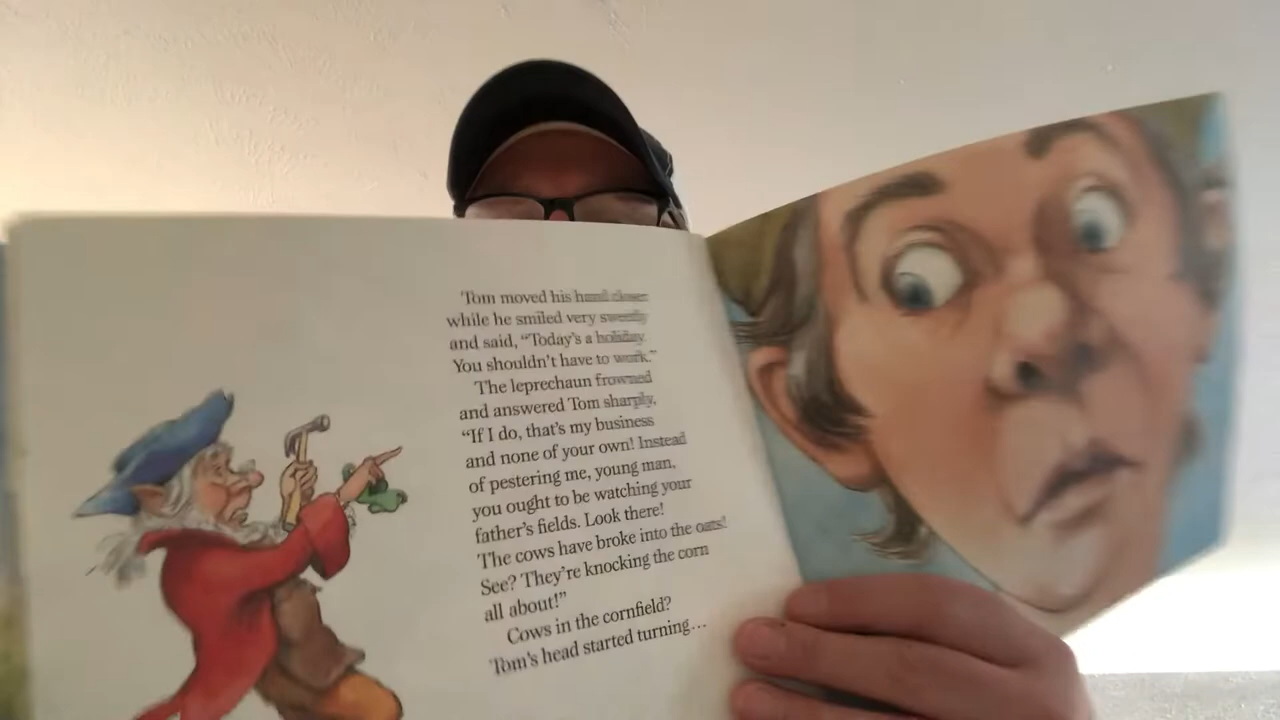 Tom moved his hand closer
while he smiled very sweetly
and said, “Today’s a holiday.
You shouldn’t have to work.”
The leprechaun frowned
and answered Tom sharply,
“If I do, that’s my business
and none of your own! Instead
of pestering me, young man,
you ought to be watching your
father’s fields. Look there!
The cows have broke into the oats!
See? They’re knocking the corn
all about!”
Cows in the cornfield?
Tom’s head started turning…